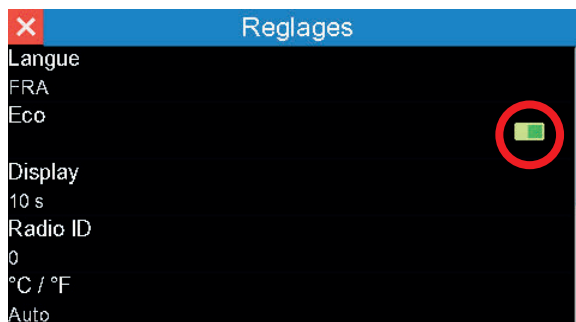 Reglages
Langue
FRA
Eco
Display
10 s
Radio ID
0
°C / °F
Auto